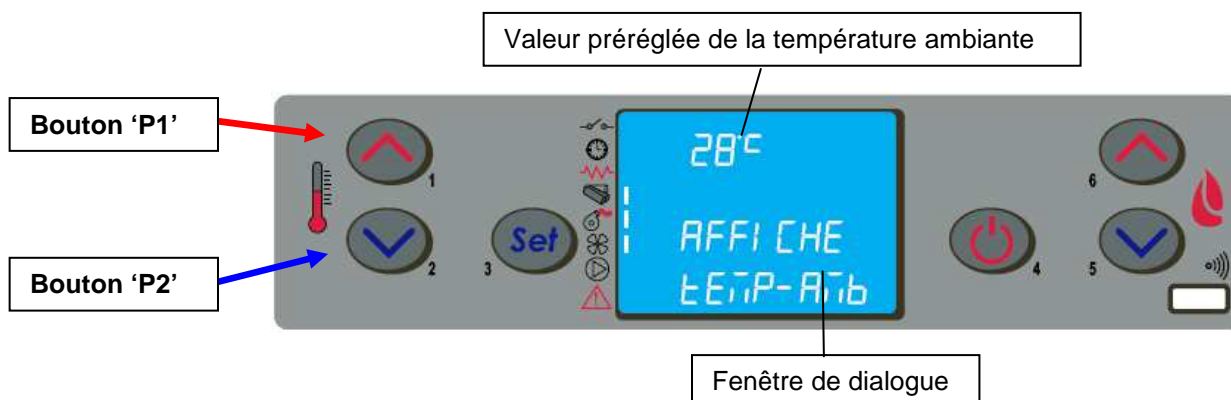 Valeur préréglée de la température ambiante
Bouton ‘P1’
1
6
28°C
Set
3
AFFICHE
tEMP-AMb
4
Bouton ‘P2’
2
5
Fenêtre de dialogue